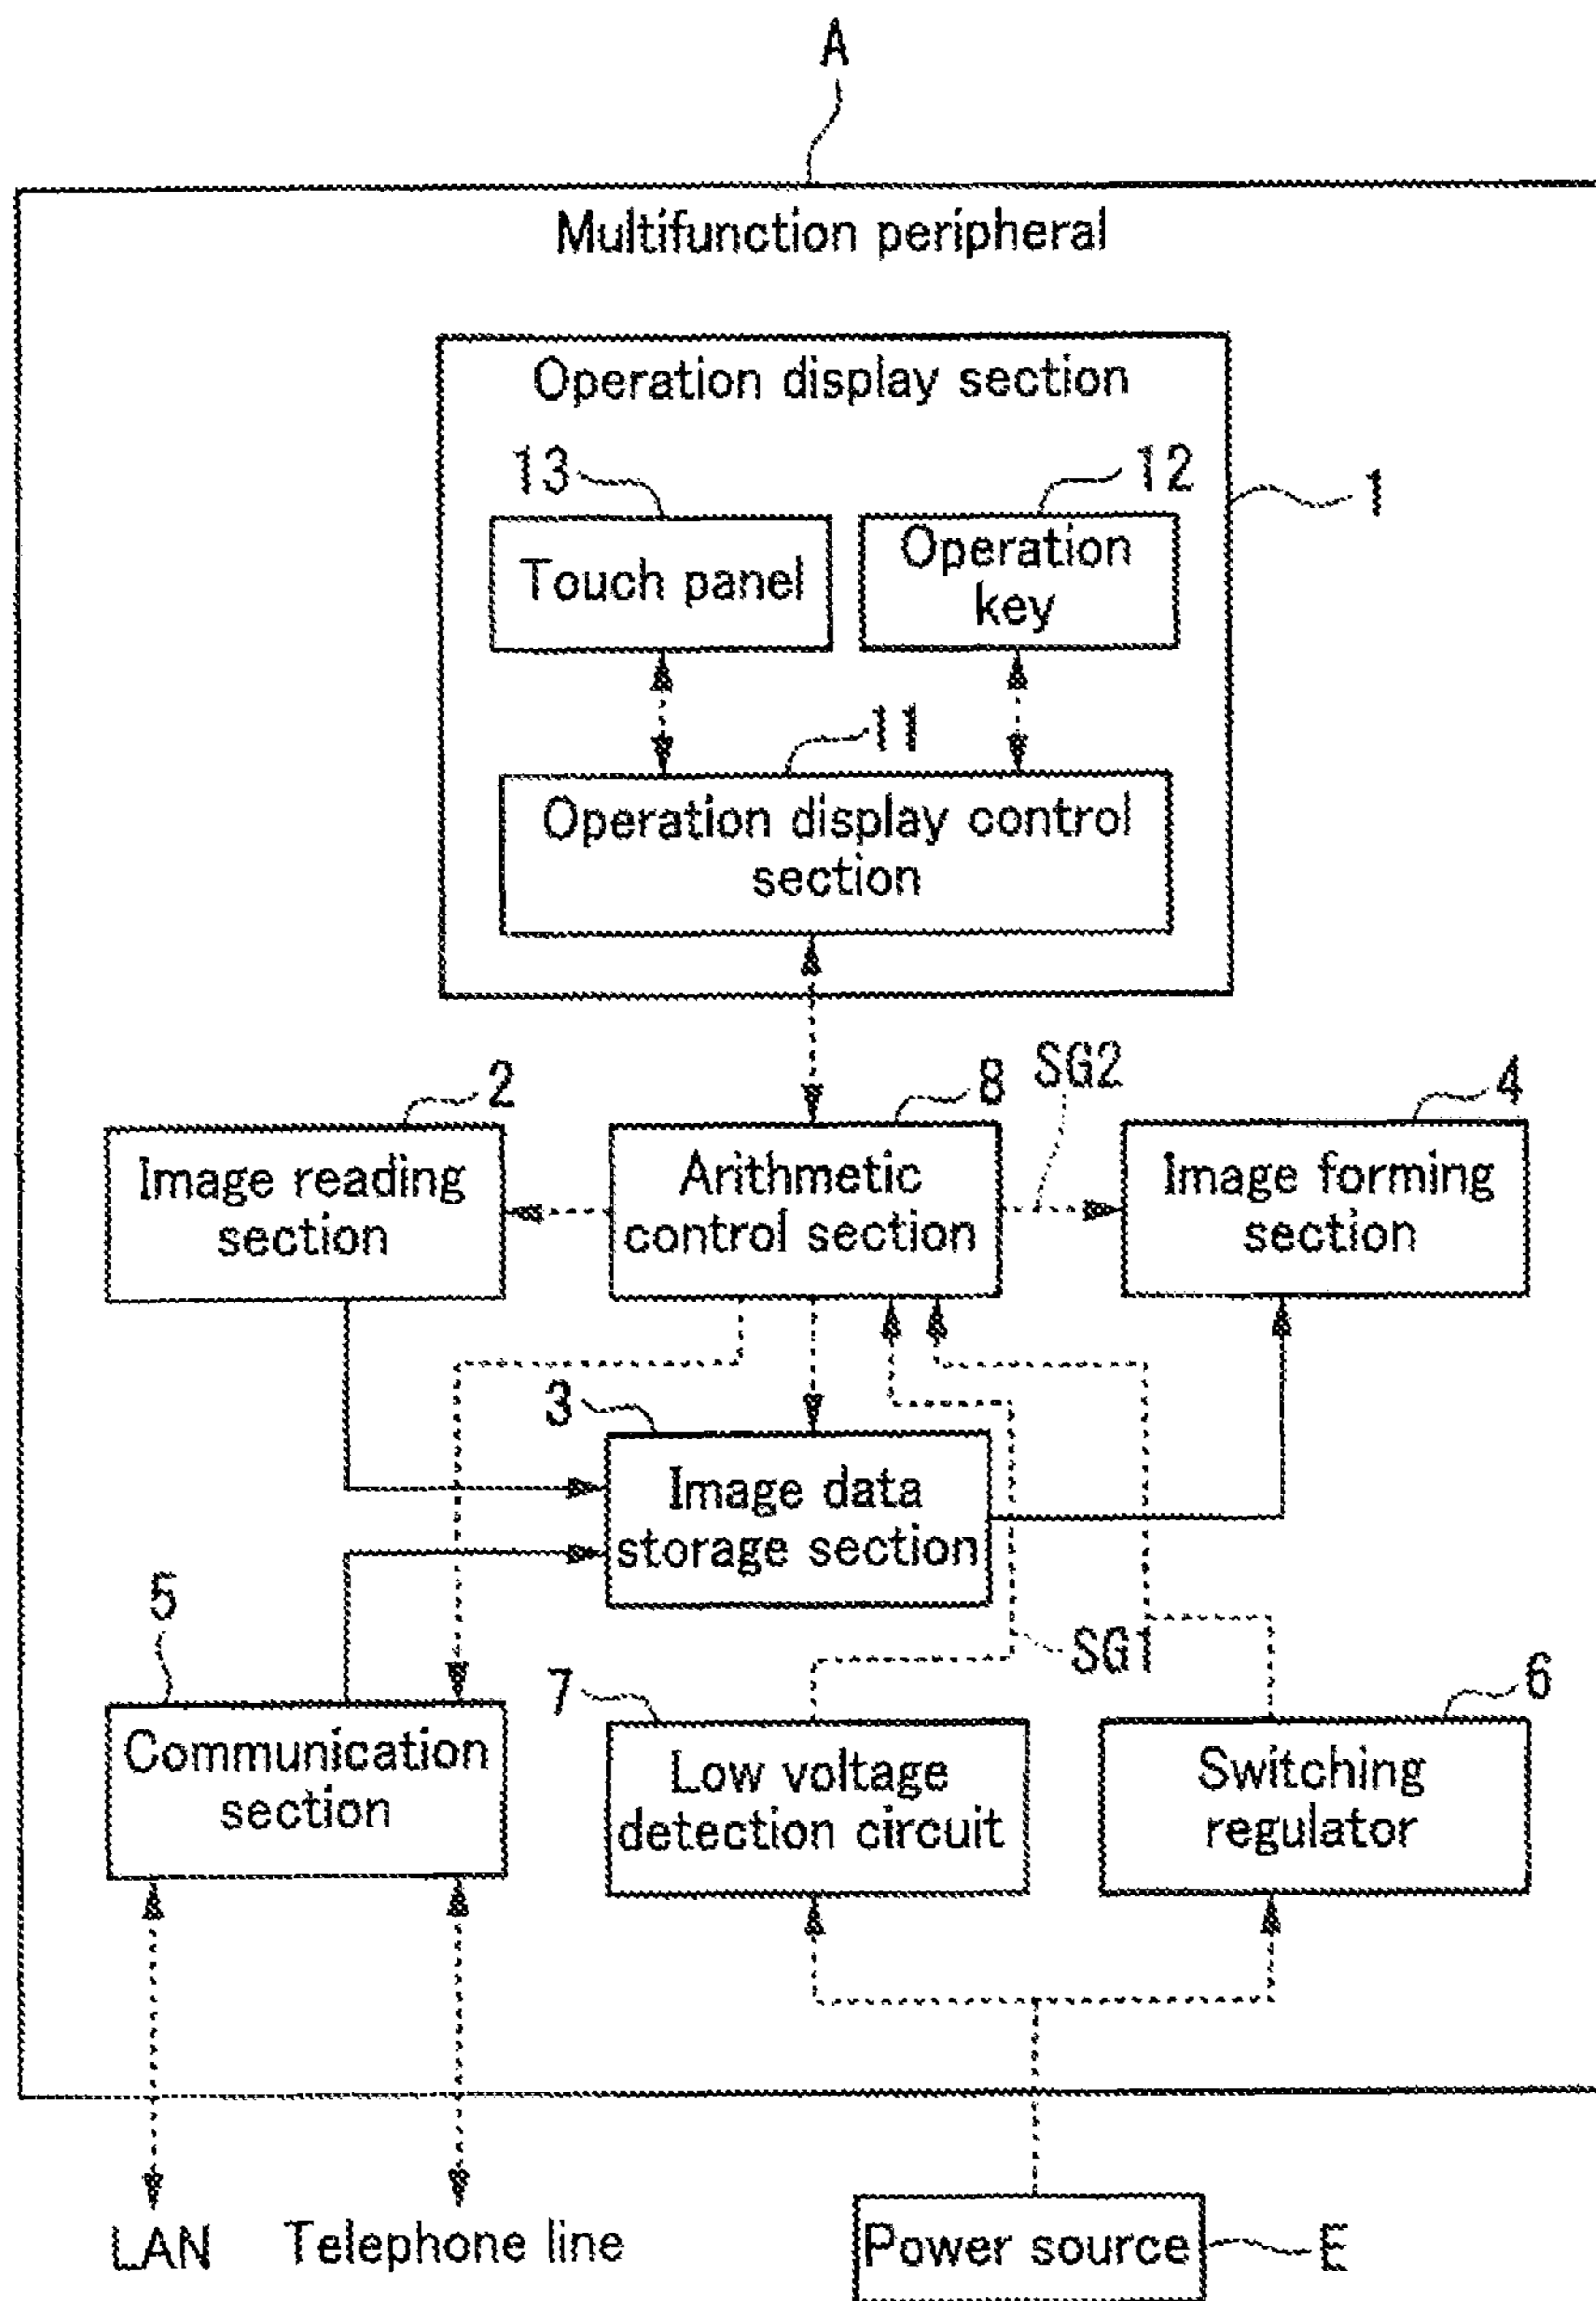 A
Multifunction peripheral
Operation display section
13
12
1
Touch panel
Operation
key
11
Operation display control
section
2
8
SG2
4
Image reading
section
Arithmetic
control section
Image forming
section
3
Image data
storage section
5
SG1
7
6
Communication
section
Low voltage
detection circuit
Switching
regulator
LAN
Telephone line
Power source
E